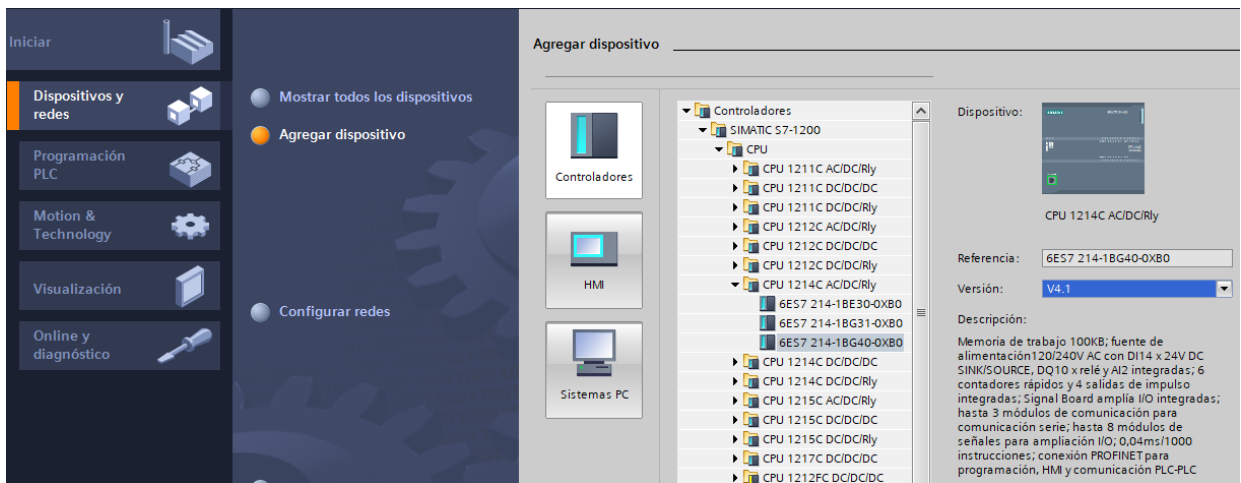 Iniciar
Dispositivos y
redes
Programación
PLC
Motion &
Technology
Visualización
Online y
diagnóstico
Mostrar todos los dispositivos
Agregar dispositivo
Configurar redes
Agregar dispositivo
Controladores
HMI
Sistemas PC
Controladores
SIMATIC S7-1200
CPU
CPU 1211C AC/DC/Rly
CPU 1211C DC/DC/DC
CPU 1211C DC/DC/Rly
CPU 1212C AC/DC/Rly
CPU 1212C DC/DC/DC
CPU 1212C DC/DC/Rly
CPU 1214C AC/DC/Rly
6ES7 214-1BE30-0XB0
6ES7 214-1BG31-0XB0
6ES7 214-1BG40-0XB0
CPU 1214C DC/DC/DC
CPU 1214C DC/DC/Rly
CPU 1215C AC/DC/Rly
CPU 1215C DC/DC/DC
CPU 1215C DC/DC/Rly
CPU 1217C DC/DC/DC
CPU 1212FC DC/DC/DC
Dispositivo:
CPU 1214C AC/DC/Rly
Referencia:
6ES7 214-1BG40-0XB0
Versión:
V4.1
Descripción:
Memoria de trabajo 100KB; fuente de
alimentación120/240V AC con DI14 x 24V DC
SINK/SOURCE, DQ10 x relé y AI2 integradas; 6
contadores rápidos y 4 salidas de impulso
integradas; Signal Board amplía I/O integradas;
hasta 3 módulos de comunicación para
comunicación serie; hasta 8 módulos de
señales para ampliación I/O; 0,04ms/1000
instrucciones; conexión PROFINET para
programación, HMI y comunicación PLC-PLC